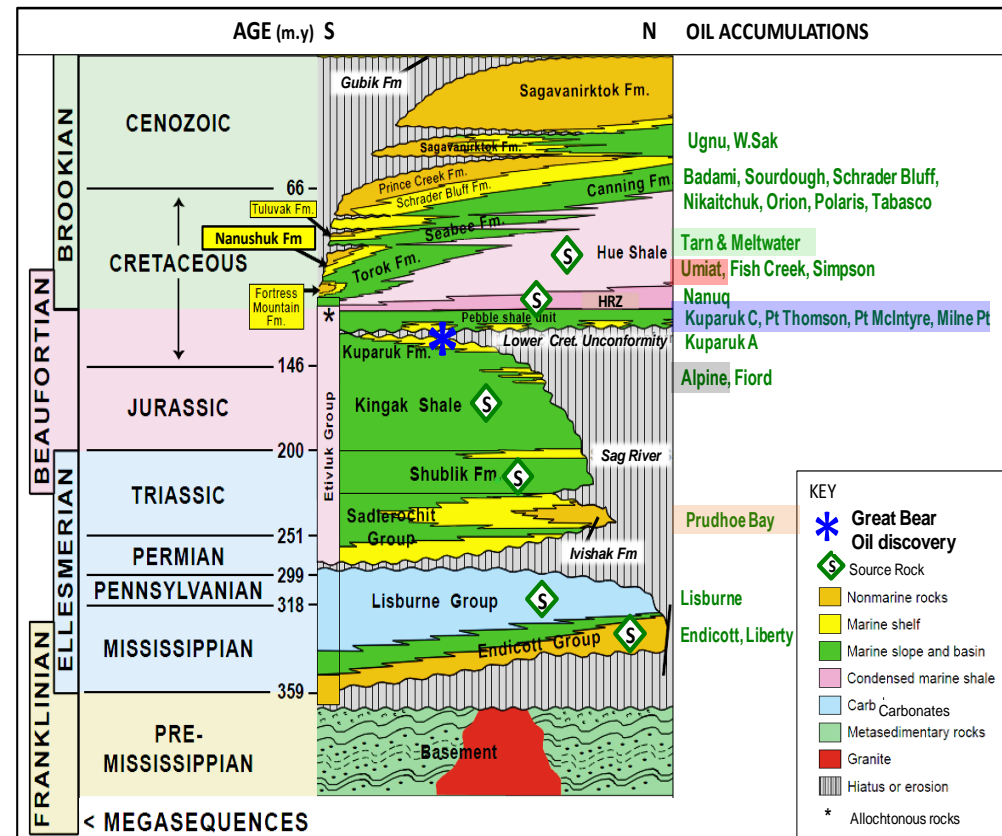 AGE (m.y) S N OIL ACCUMULATIONS
BROOKIAN
BEAUFORTIAN
ELLESMERIAN
FRANKLINIAN
CENOZOIC
66
CRETACEOUS
146
JURASSIC
200
TRIASSIC
251
PERMIAN
299
PENNSYLVANIAN
318
MISSISSIPPIAN
359
PRE-
MISSISSIPPIAN
< MEGASEQUENCES
Gubik Fm
Sagavanirktok Fm.
Sagavanirktok Fm.
Prince Creek Fm.
Schrader Bluff Fm.
Canning Fm.
Tuluvak Fm.
Seabee Fm.
Nanushuk Fm
Hue Shale
S
Torok Fm.
Fortress
Mountain
Fm.
S
HRZ
*
Pebble shale unit
Lower Cret. Unconformity
Kuparuk Fm.
Kingak Shale
S
Etivluk Group
Sag River
Shublik Fm.
S
Sadlerochit
Group
Ivishak Fm
Lisburne Group
S
Endicott Group
S
Basement
Ugnu, W.Sak
Badami, Sourdough, Schrader Bluff,
Nikaitchuk, Orion, Polaris, Tabasco
Tarn & Meltwater
Umiat, Fish Creek, Simpson
Nanuq
Kuparuk C, Pt Thomson, Pt McIntyre, Milne Pt
Kuparuk A
Alpine, Fiord
Prudhoe Bay
Lisburne
Endicott, Liberty
KEY
Great Bear
Oil discovery
S Source Rock
Nonmarine rocks
Marine shelf
Marine slope and basin
Condensed marine shale
Carb Carbonates
Metasedimentary rocks
Granite
Hiatus or erosion
* Allochtonous rocks